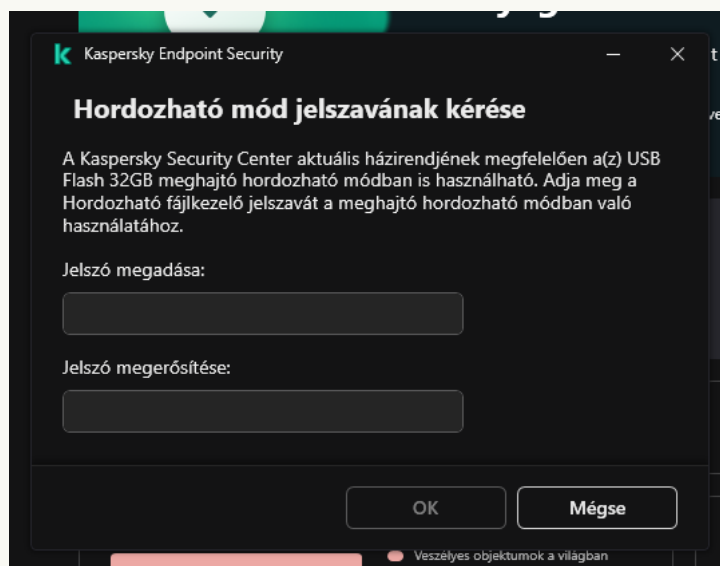 Kaspersky Endpoint Security
Hordozható mód jelszavának kérése
A Kaspersky Security Center aktuális házirendjének megfelelően a(z) USB
Flash 32GB meghajtó hordozható módban is használható. Adja meg a
Hordozható fájlkezelő jelszavát a meghajtó hordozható módban való
használatához.
Jelszó megadása:
Jelszó megerősítése:
OK
Mégse
Veszélyes objektumok a világban